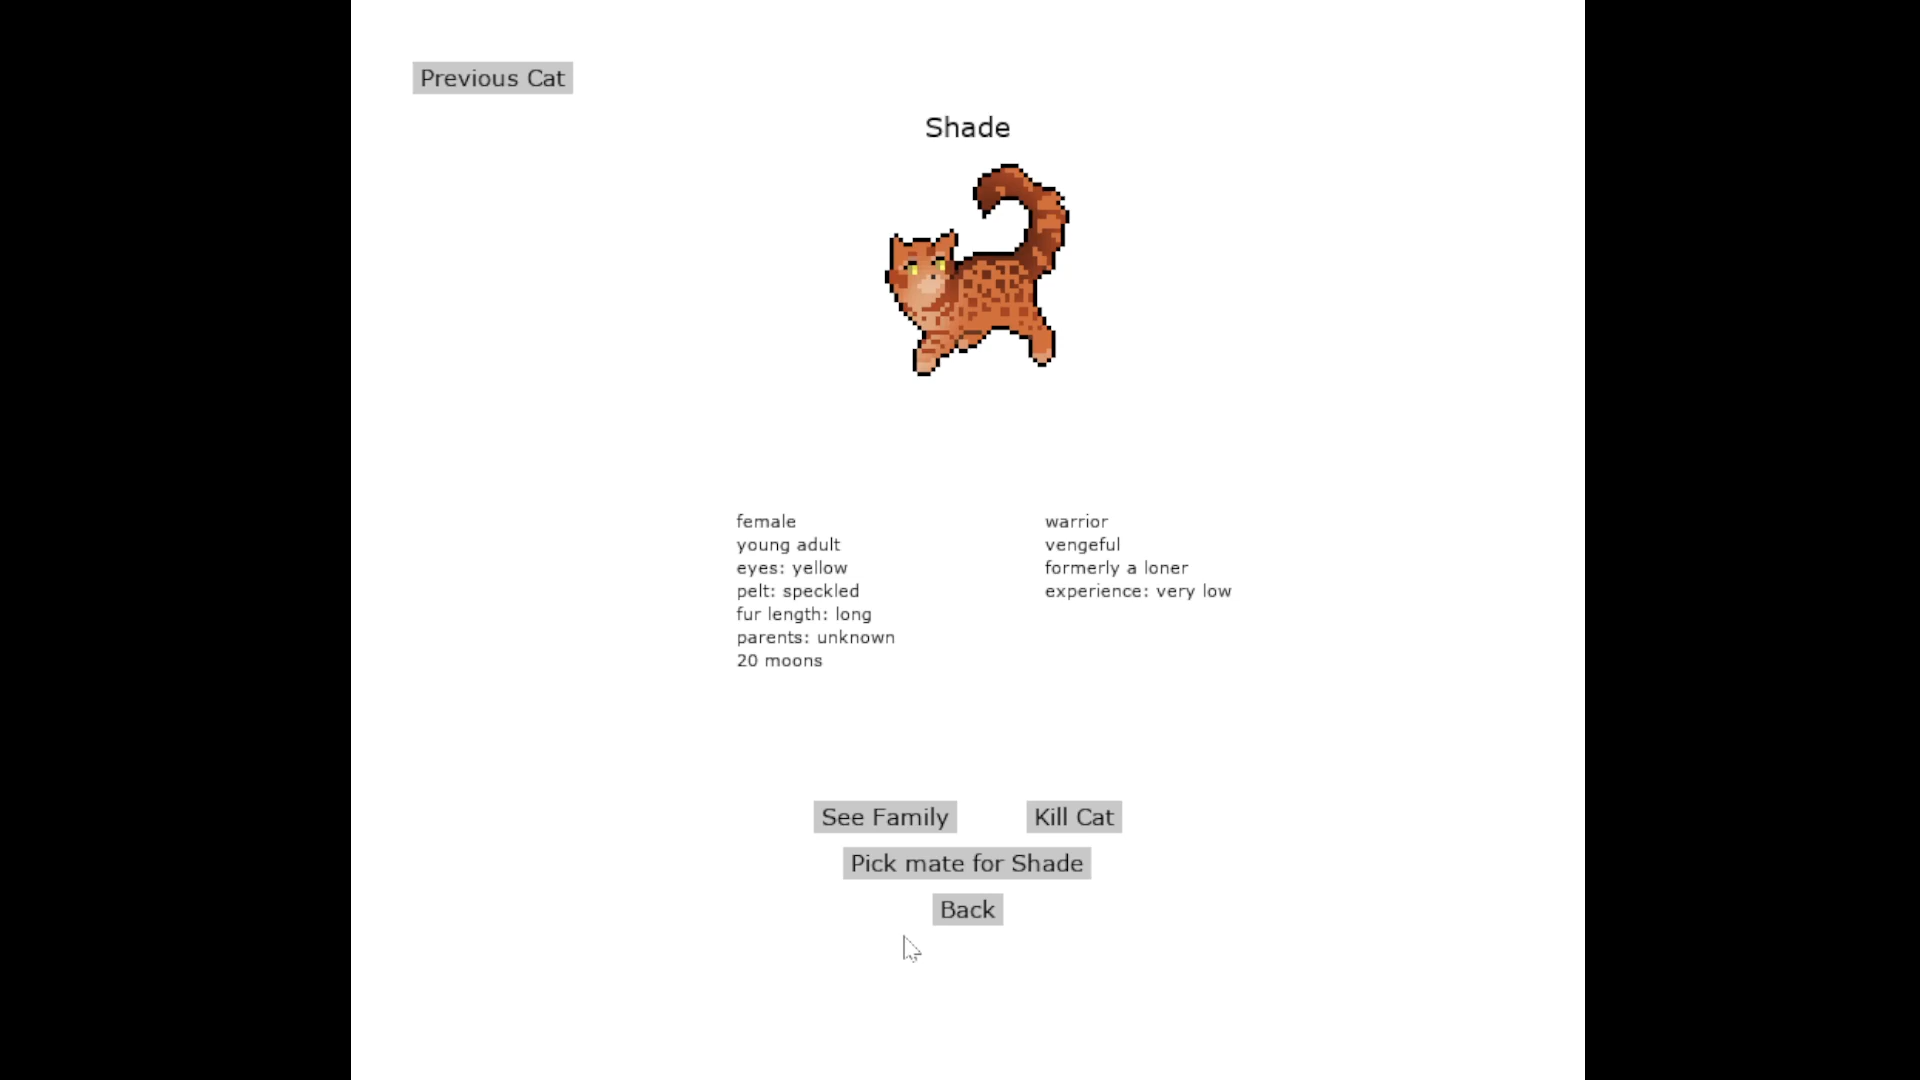 Previous Cat
Shade
female
young adult
eyes: yellow
pelt: speckled
fur length: long
parents: unknown
20 moons
warrior
vengeful
formerly a loner
experience: very low
See Family
Kill Cat
Pick mate for Shade
Back